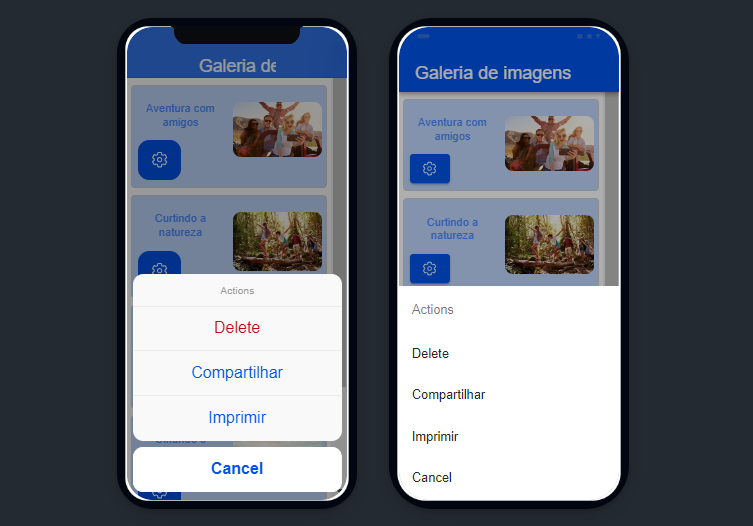 Galeria de
Aventura com
amigos
Curtindo a
natureza
Actions
Delete
Compartilhar
Imprimir
Cancel
Galeria de imagens
Aventura com
amigos
Curtindo a
natureza
Actions
Delete
Compartilhar
Imprimir
Cancel